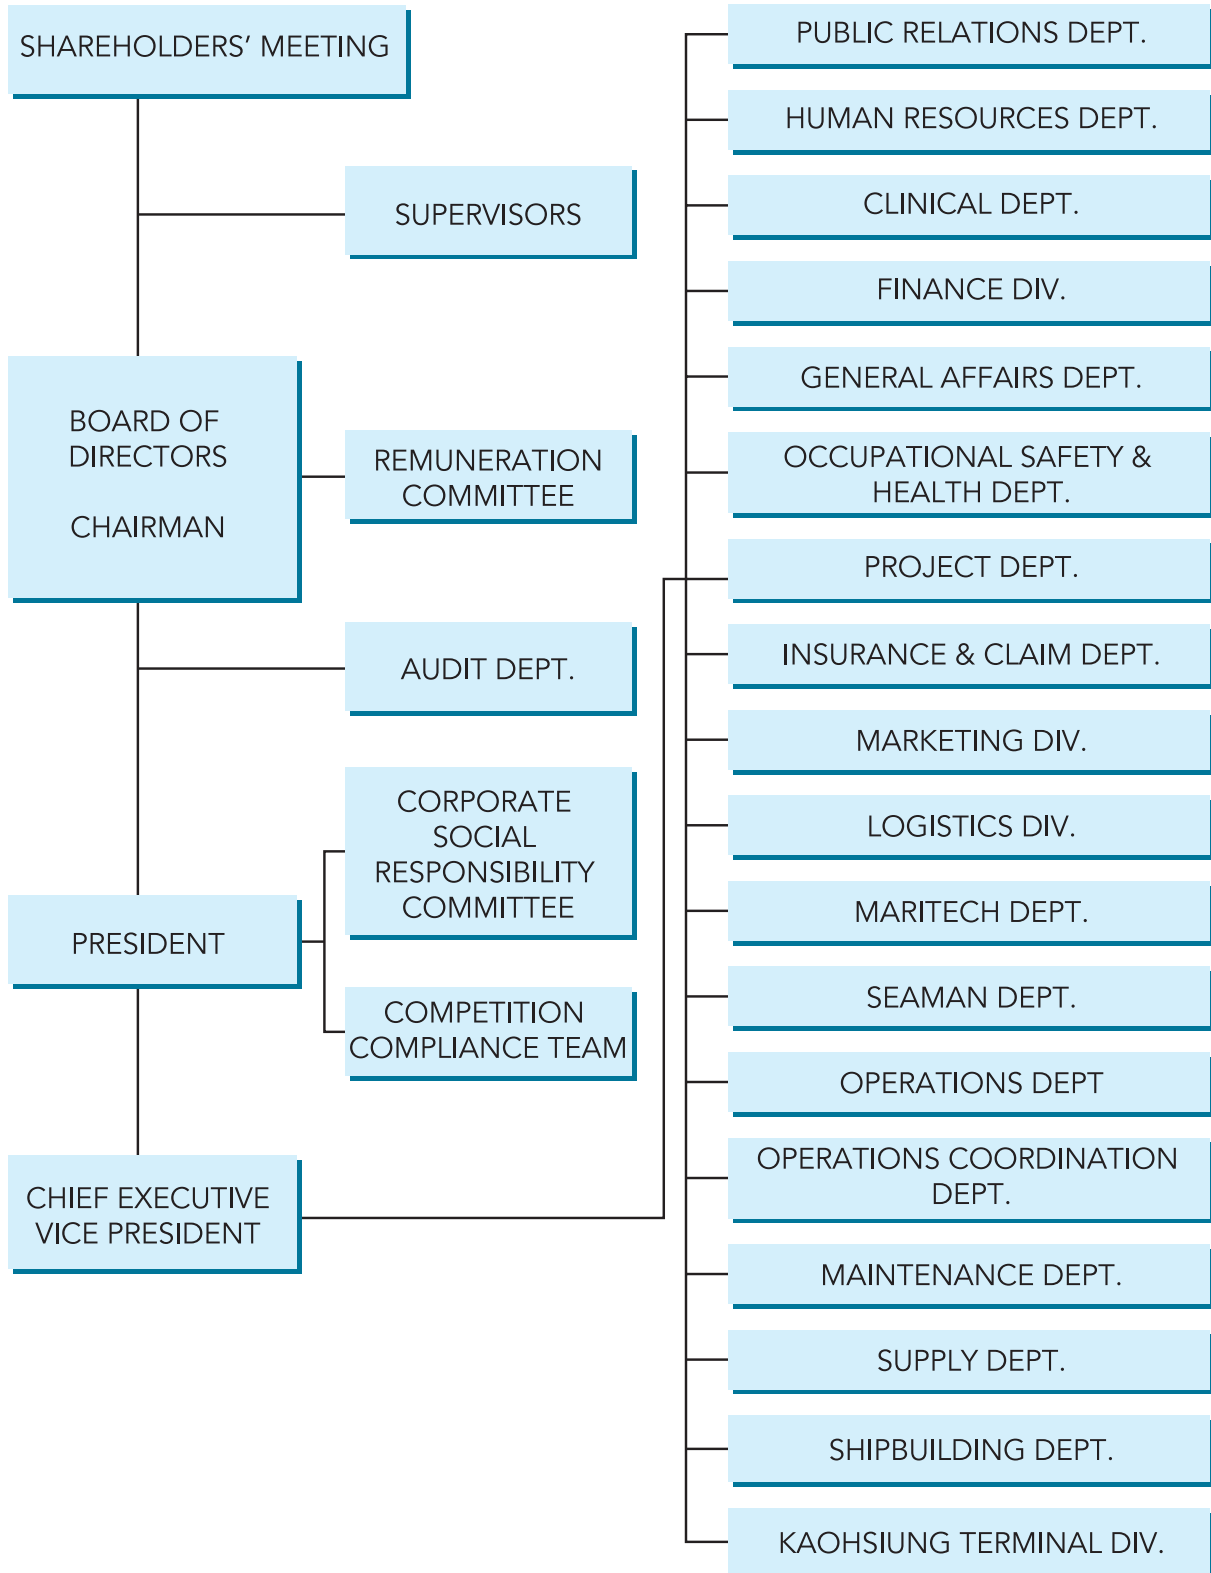 SHAREHOLDERS’ MEETING
SUPERVISORS
BOARD OF
DIRECTORS
CHAIRMAN
REMUNERATION
COMMITTEE
AUDIT DEPT.
CORPORATE
SOCIAL
RESPONSIBILITY
COMMITTEE
PRESIDENT
COMPETITION
COMPLIANCE TEAM
CHIEF EXECUTIVE
VICE PRESIDENT
PUBLIC RELATIONS DEPT.
HUMAN RESOURCES DEPT.
CLINICAL DEPT.
FINANCE DIV.
GENERAL AFFAIRS DEPT.
OCCUPATIONAL SAFETY &
HEALTH DEPT.
PROJECT DEPT.
INSURANCE & CLAIM DEPT.
MARKETING DIV.
LOGISTICS DIV.
MARITECH DEPT.
SEAMAN DEPT.
OPERATIONS DEPT
OPERATIONS COORDINATION
DEPT.
MAINTENANCE DEPT.
SUPPLY DEPT.
SHIPBUILDING DEPT.
KAOHSIUNG TERMINAL DIV.